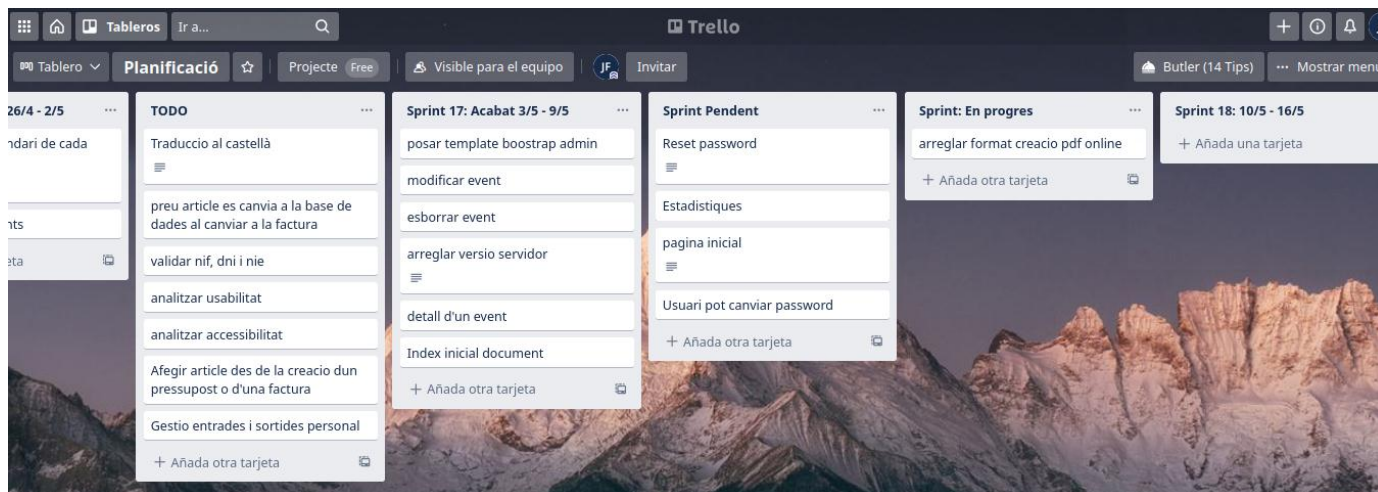 Tableros
Ir a...
Trello
Tablero
Planificació
Projecte Free
Visible para el equipo
JF
Invitar
Butler (14 Tips)
Mostrar menu
26/4 - 2/5
ndari de cada
nts
eta
TODO
Traduccio al castellà
preu article es canvia a la base de
dades al canviar a la factura
validar nif, dni i nie
analitzar usabilitat
analitzar accessibilitat
Afegir article des de la creacio dun
pressupost o d'una factura
Gestio entrades i sortides personal
+ Añada otra tarjeta
Sprint 17: Acabat 3/5 - 9/5
posar template boostrap admin
modificar event
esborrar event
arreglar versio servidor
detall d'un event
Index inicial document
+ Añada otra tarjeta
Sprint Pendent
Reset password
Estadistiques
pagina inicial
Usuari pot canviar password
+ Añada otra tarjeta
Sprint: En progres
arreglar format creacio pdf online
+ Añada otra tarjeta
Sprint 18: 10/5 - 16/5
+ Añada una tarjeta